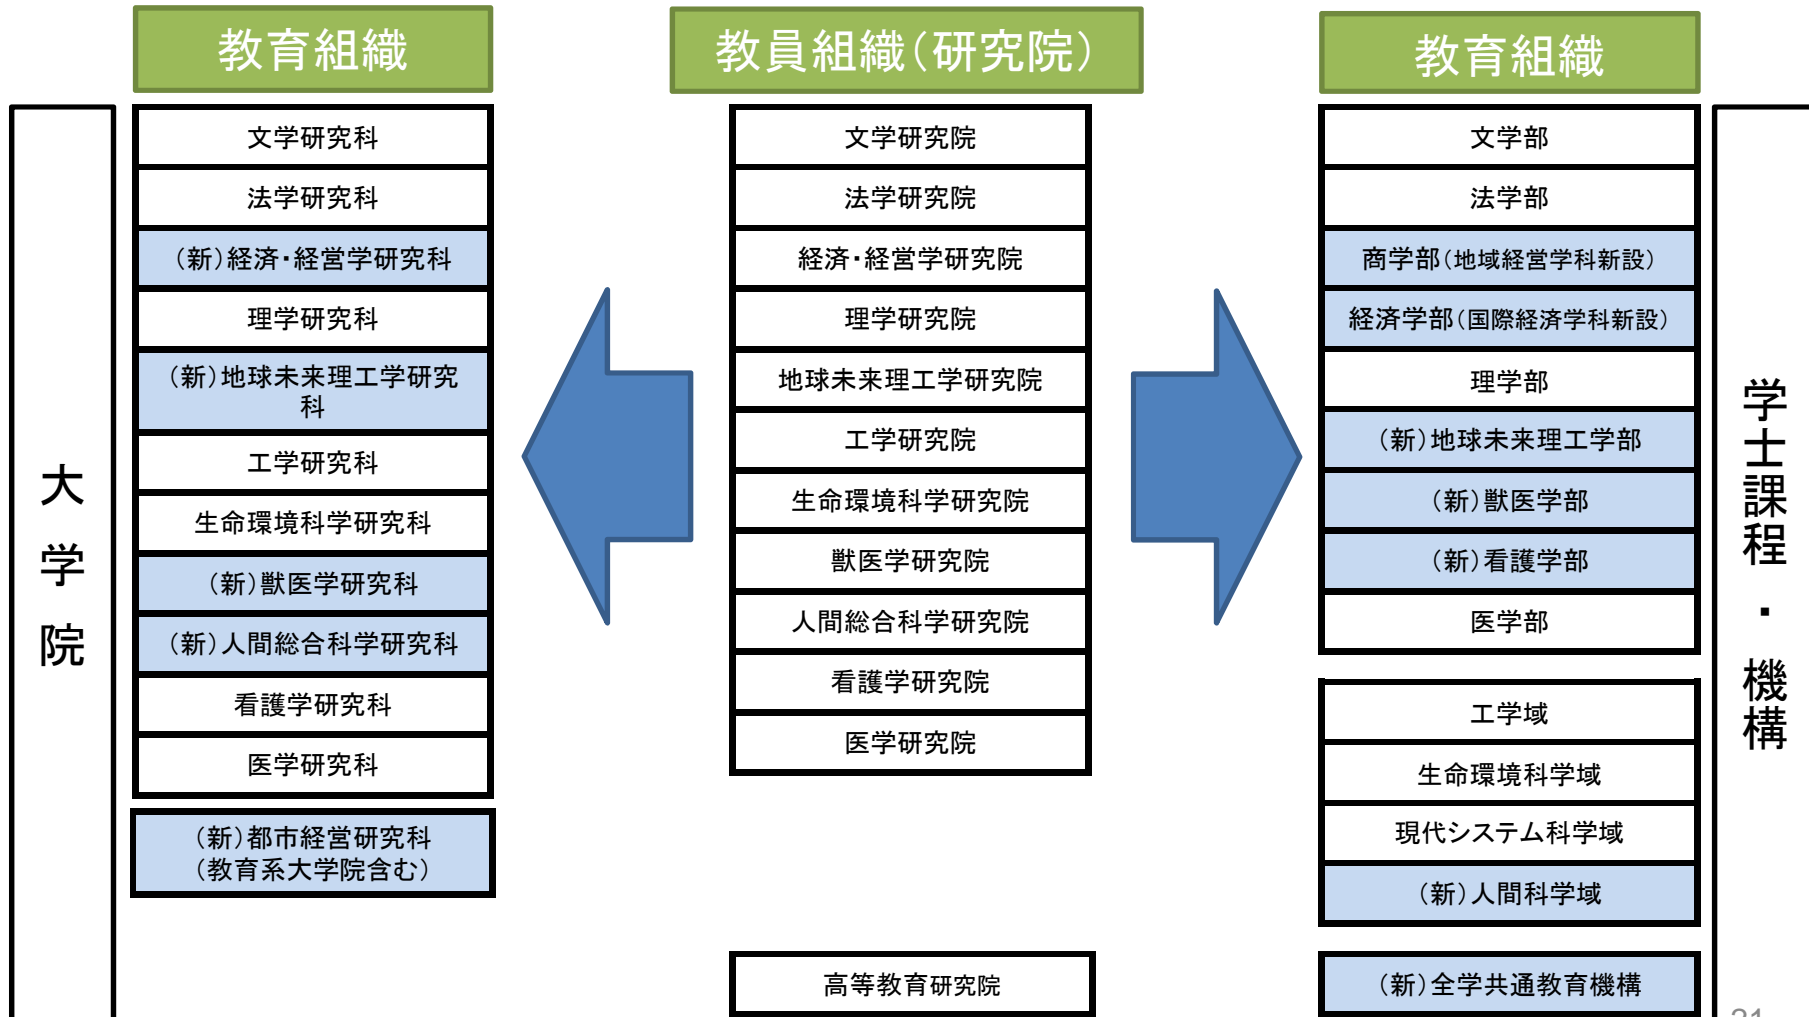 教育組織
教員組織（研究院）
教育組織
大学院
文学研究科
法学研究科
（新）経済・経営学研究科
理学研究科
（新）地球未来理工学研究
科
工学研究科
生命環境科学研究科
（新）獣医学研究科
（新）人間総合科学研究科
看護学研究科
医学研究科
（新）都市経営研究科
（教育系大学院含む）
文学研究院
法学研究院
経済・経営学研究院
理学研究院
地球未来理工学研究院
工学研究院
生命環境科学研究院
獣医学研究院
人間総合科学研究院
看護学研究院
医学研究院
高等教育研究院
文学部
法学部
商学部（地域経営学科新設）
経済学部（国際経済学科新設）
理学部
（新）地球未来理工学部
（新）獣医学部
（新）看護学部
医学部
工学域
生命環境科学域
現代システム科学域
（新）人間科学域
（新）全学共通教育機構
学士課程・機構
21